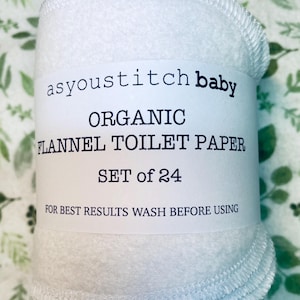 asyoustitch baby
ORGANIC
FLANNEL TOILET PAPER
SET of 24
FOR BEST RESULTS WASH BEFORE USING